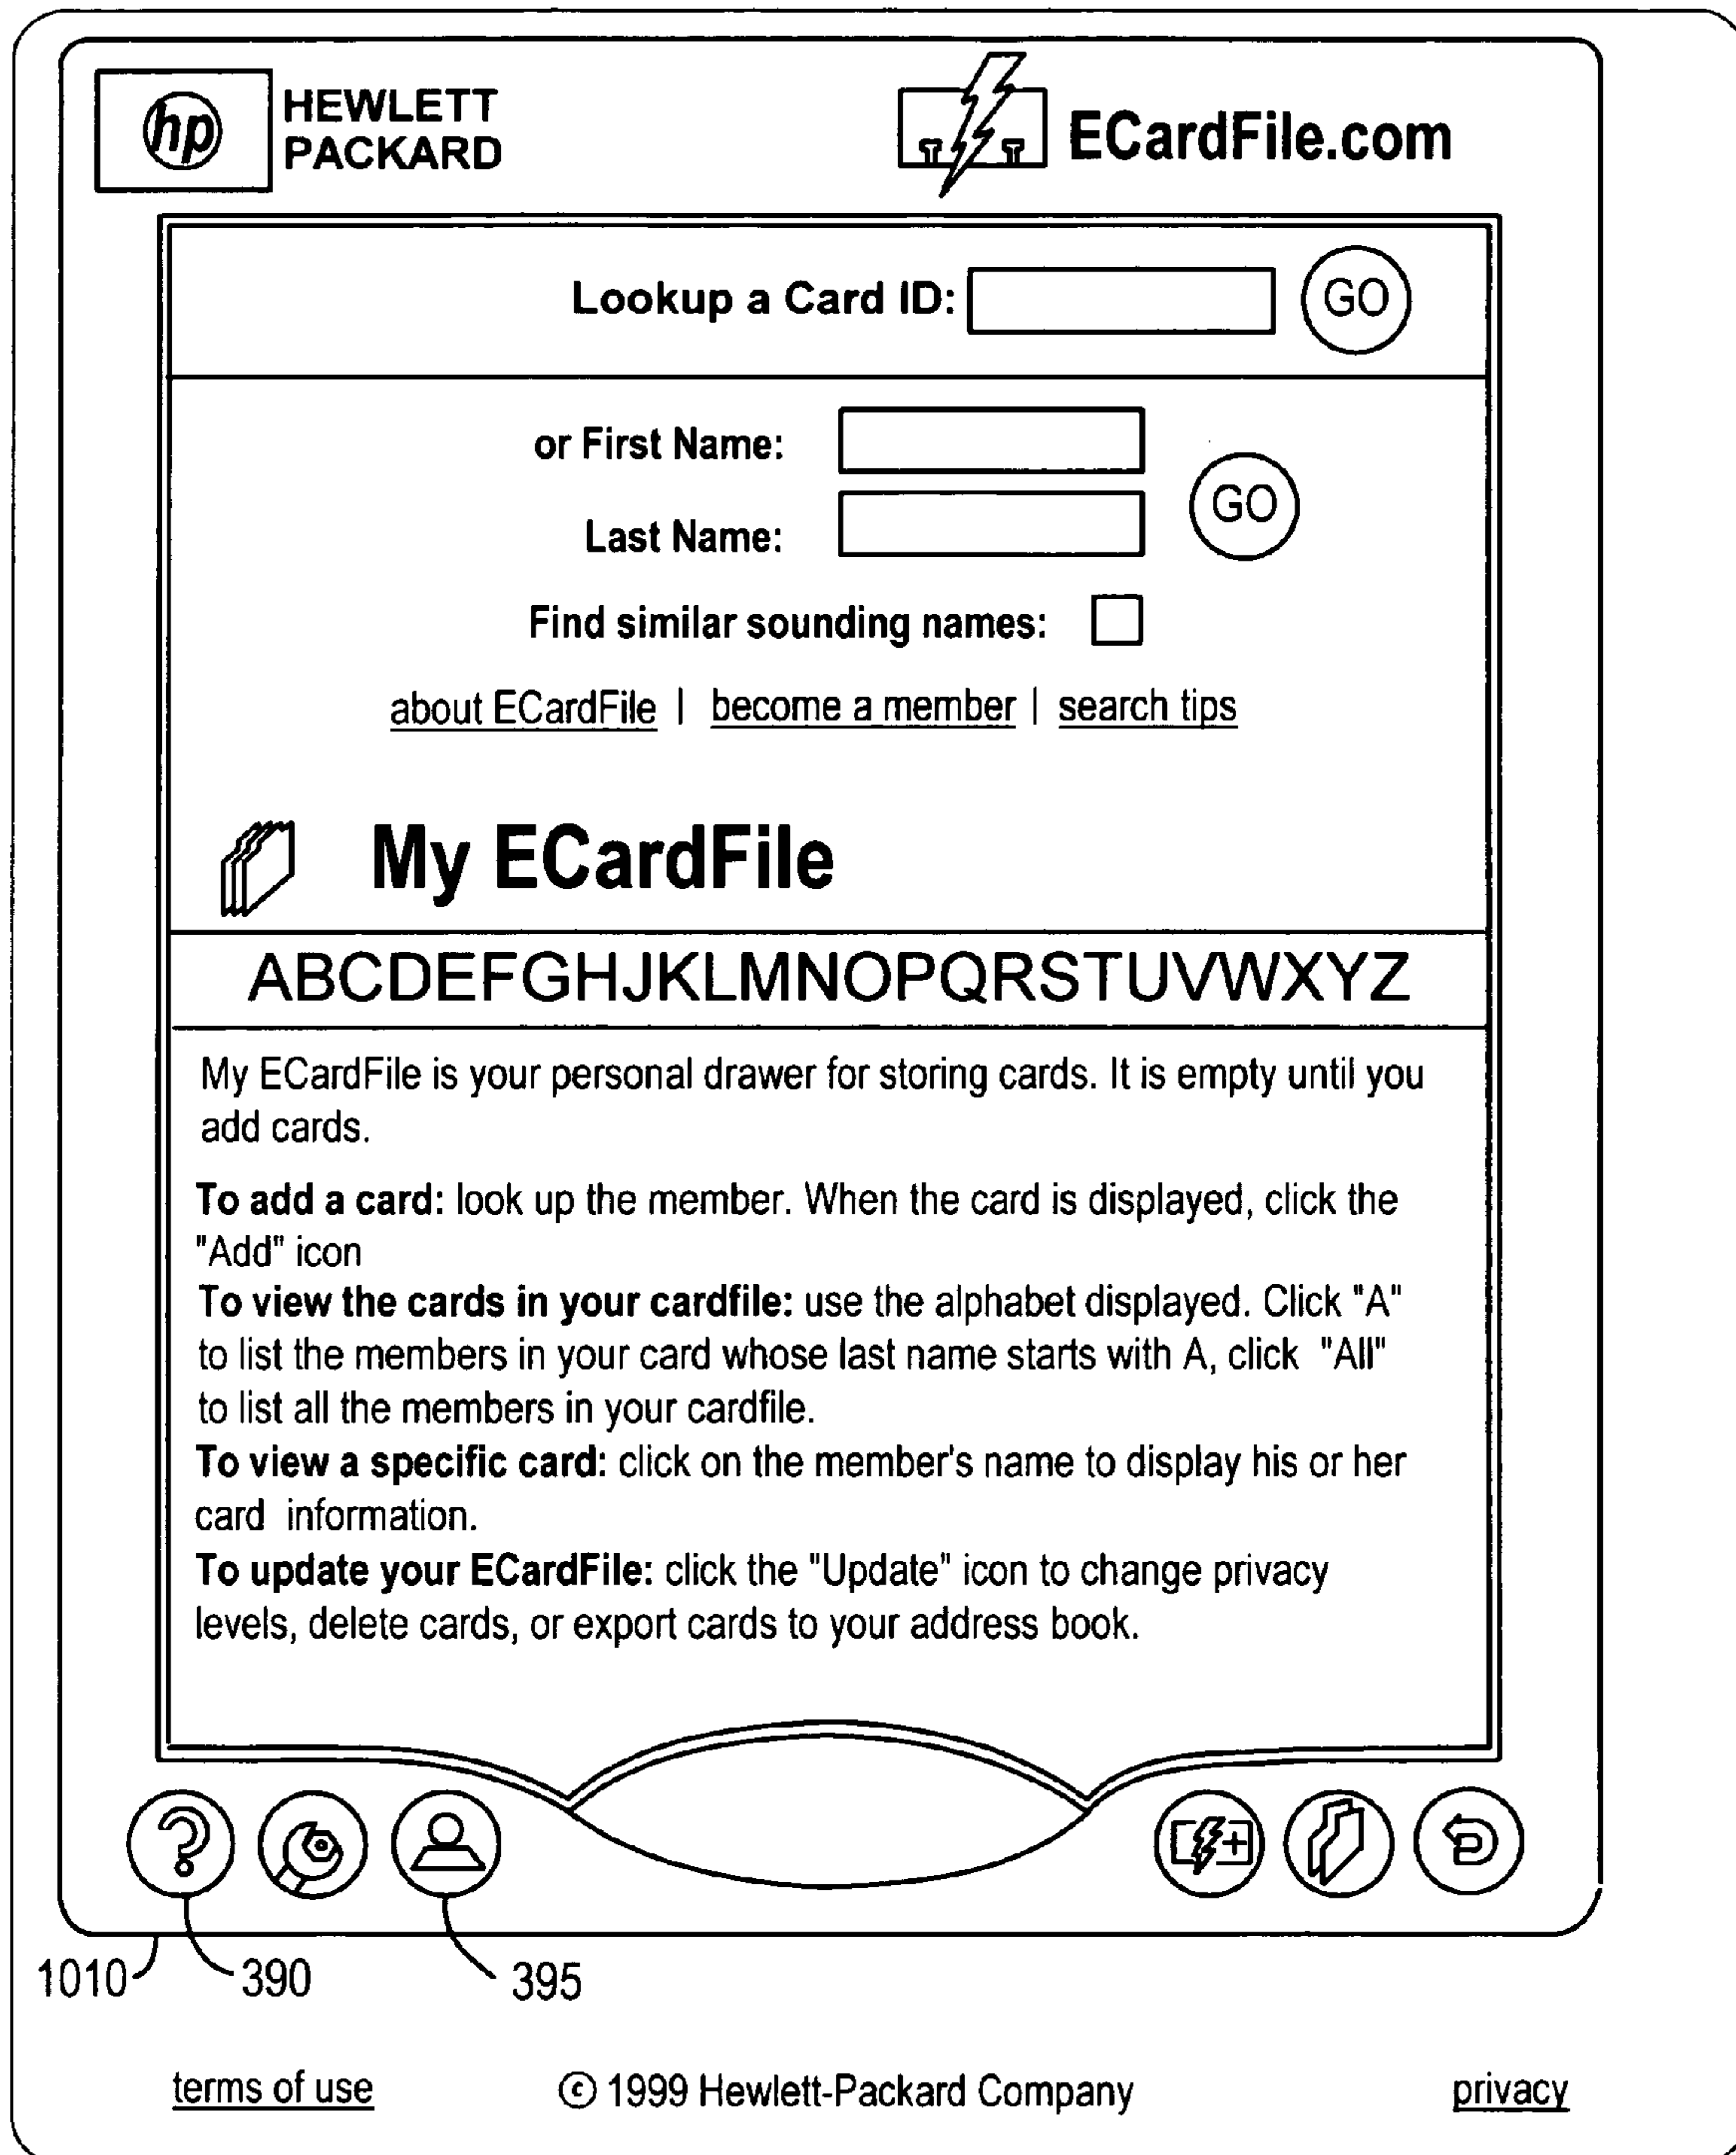 hp
HEWLETT
PACKARD
ECardFile.com
Lookup a Card ID:
GO
or First Name:
Last Name:
GO
Find similar sounding names:
about ECardFile | become a member | search tips
My ECardFile
ABCDEFGHJKLMNOPQRSTUVWXYZ
My ECardFile is your personal drawer for storing cards. It is empty until you
add cards.
To add a card: look up the member. When the card is displayed, click the
"Add" icon
To view the cards in your cardfile: use the alphabet displayed. Click "A"
to list the members in your card whose last name starts with A, click "All"
to list all the members in your cardfile.
To view a specific card: click on the member's name to display his or her
card information.
To update your ECardFile: click the "Update" icon to change privacy
levels, delete cards, or export cards to your address book.
?
1010
390
395
terms of use
© 1999 Hewlett-Packard Company
privacy